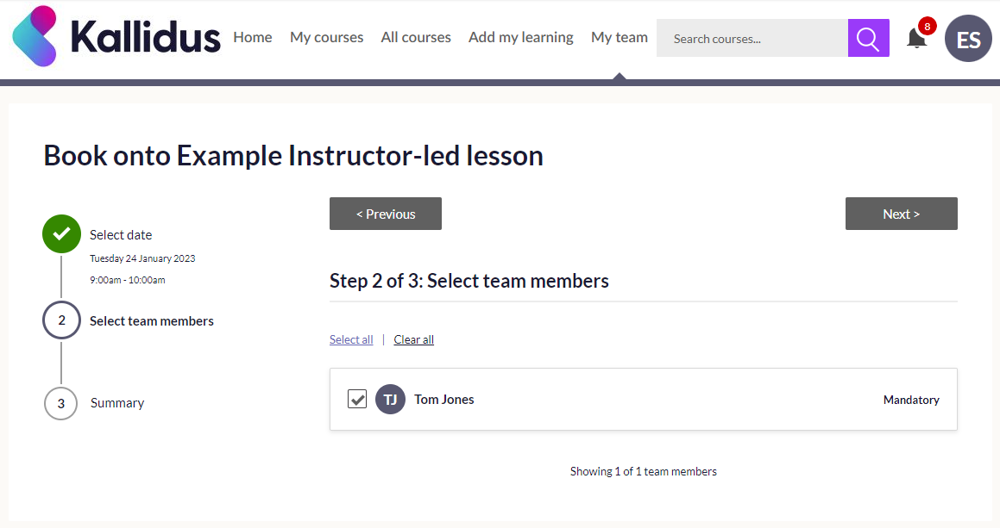 Kallidus
Home My courses All courses Add my learning My team Search courses... 8 ES
Book onto Example Instructor-led lesson
< Previous Next >
Select date
Tuesday 24 January 2023
9:00am - 10:00am
2 Select team members
3 Summary
Step 2 of 3: Select team members
Select all | Clear all
TJ Tom Jones Mandatory
Showing 1 of 1 team members